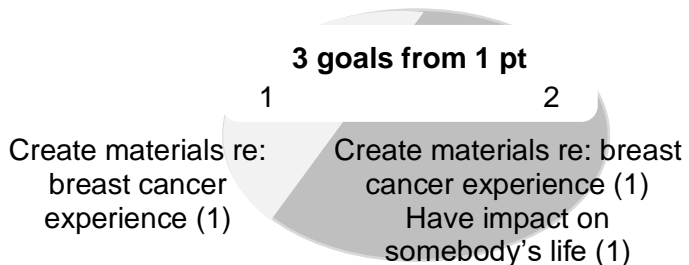 3 goals from 1 pt
1
2
Create materials re:
breast cancer
experience (1)
Create materials re: breast
cancer experience (1)
Have impact on
somebody's life (1)